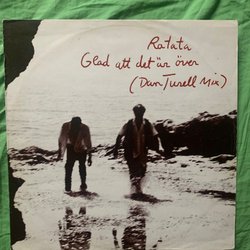 Ratata
Glad att det är över
(Dan Turell Mix)